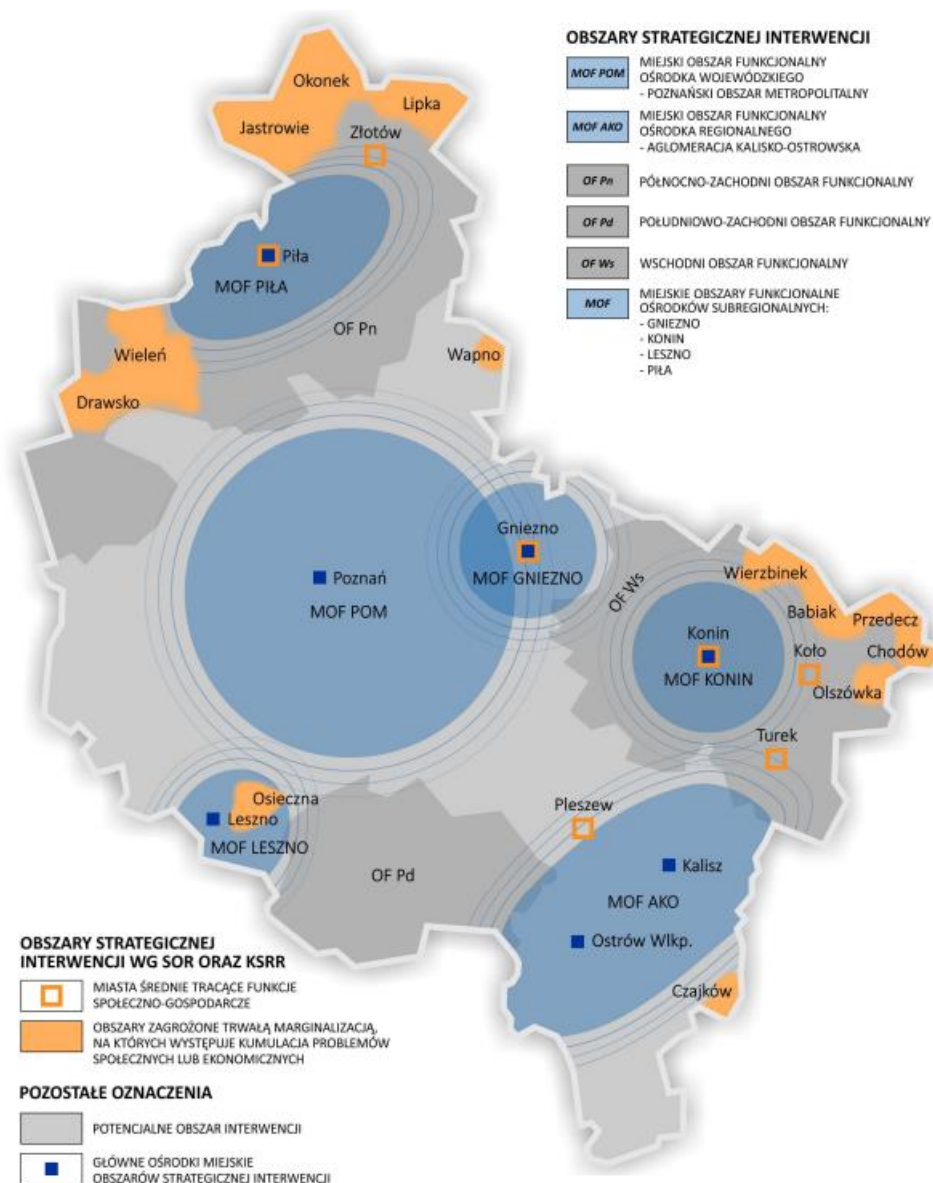 OBSZARY STRATEGICZNEJ INTERWENCJI
MOF POM
MIEJSKI OBSZAR FUNKCJONALNY
OŚRODKA WOJEWÓDZKIEGO
- POZNAŃSKI OBSZAR METROPOLITALNY
MOF AKO
MIEJSKI OBSZAR FUNKCJONALNY
OŚRODKA REGIONALNEGO
- AGLOMERACJA KALISKO-OSTROWSKA
OF Pn
PÓŁNOCNO-ZACHODNI OBSZAR FUNKCJONALNY
OF Pd
POŁUDNIOWO-ZACHODNI OBSZAR FUNKCJONALNY
OF Ws
WSCHODNI OBSZAR FUNKCJONALNY
MOF
MIEJSKIE OBSZARY FUNKCJONALNE
OŚRODKÓW SUBREGIONALNYCH:
- GNIEZNO
- KONIN
- LESZNO
- PIŁA
Okonek
Lipka
Jastrowie
Złotów
Piła
MOF PIŁA
OF Pn
Wieleń
Wapno
Drawsko
Gniezno
MOF GNIEZNO
Poznań
MOF POM
OF Ws
Wierzbinek
Babiak
Przedecz
Konin
Koło
Chodów
MOF KONIN
Olszówka
Turek
Osieczna
Leszno
MOF LESZNO
Pleszew
Kalisz
OF Pd
MOF AKO
Ostrów Wlkp.
Czajków
OBSZARY STRATEGICZNEJ
INTERWENCJI WG SOR ORAZ KSRR
MIASTA ŚREDNIE TRACĄCE FUNKCJE
SPOŁECZNO-GOSPODARCZE
OBSZARY ZAGROŻONE TRWAŁĄ MARGINALIZACJĄ,
NA KTÓRYCH WYSTĘPUJE KUMULACJA PROBLEMÓW
SPOŁECZNYCH LUB EKONOMICZNYCH
POZOSTAŁE OZNACZENIA
POTENCJALNE OBSZAR INTERWENCJI
GŁÓWNE OŚRODKI MIEJSKIE
OBSZARÓW STRATEGICZNEJ INTERWENCJI